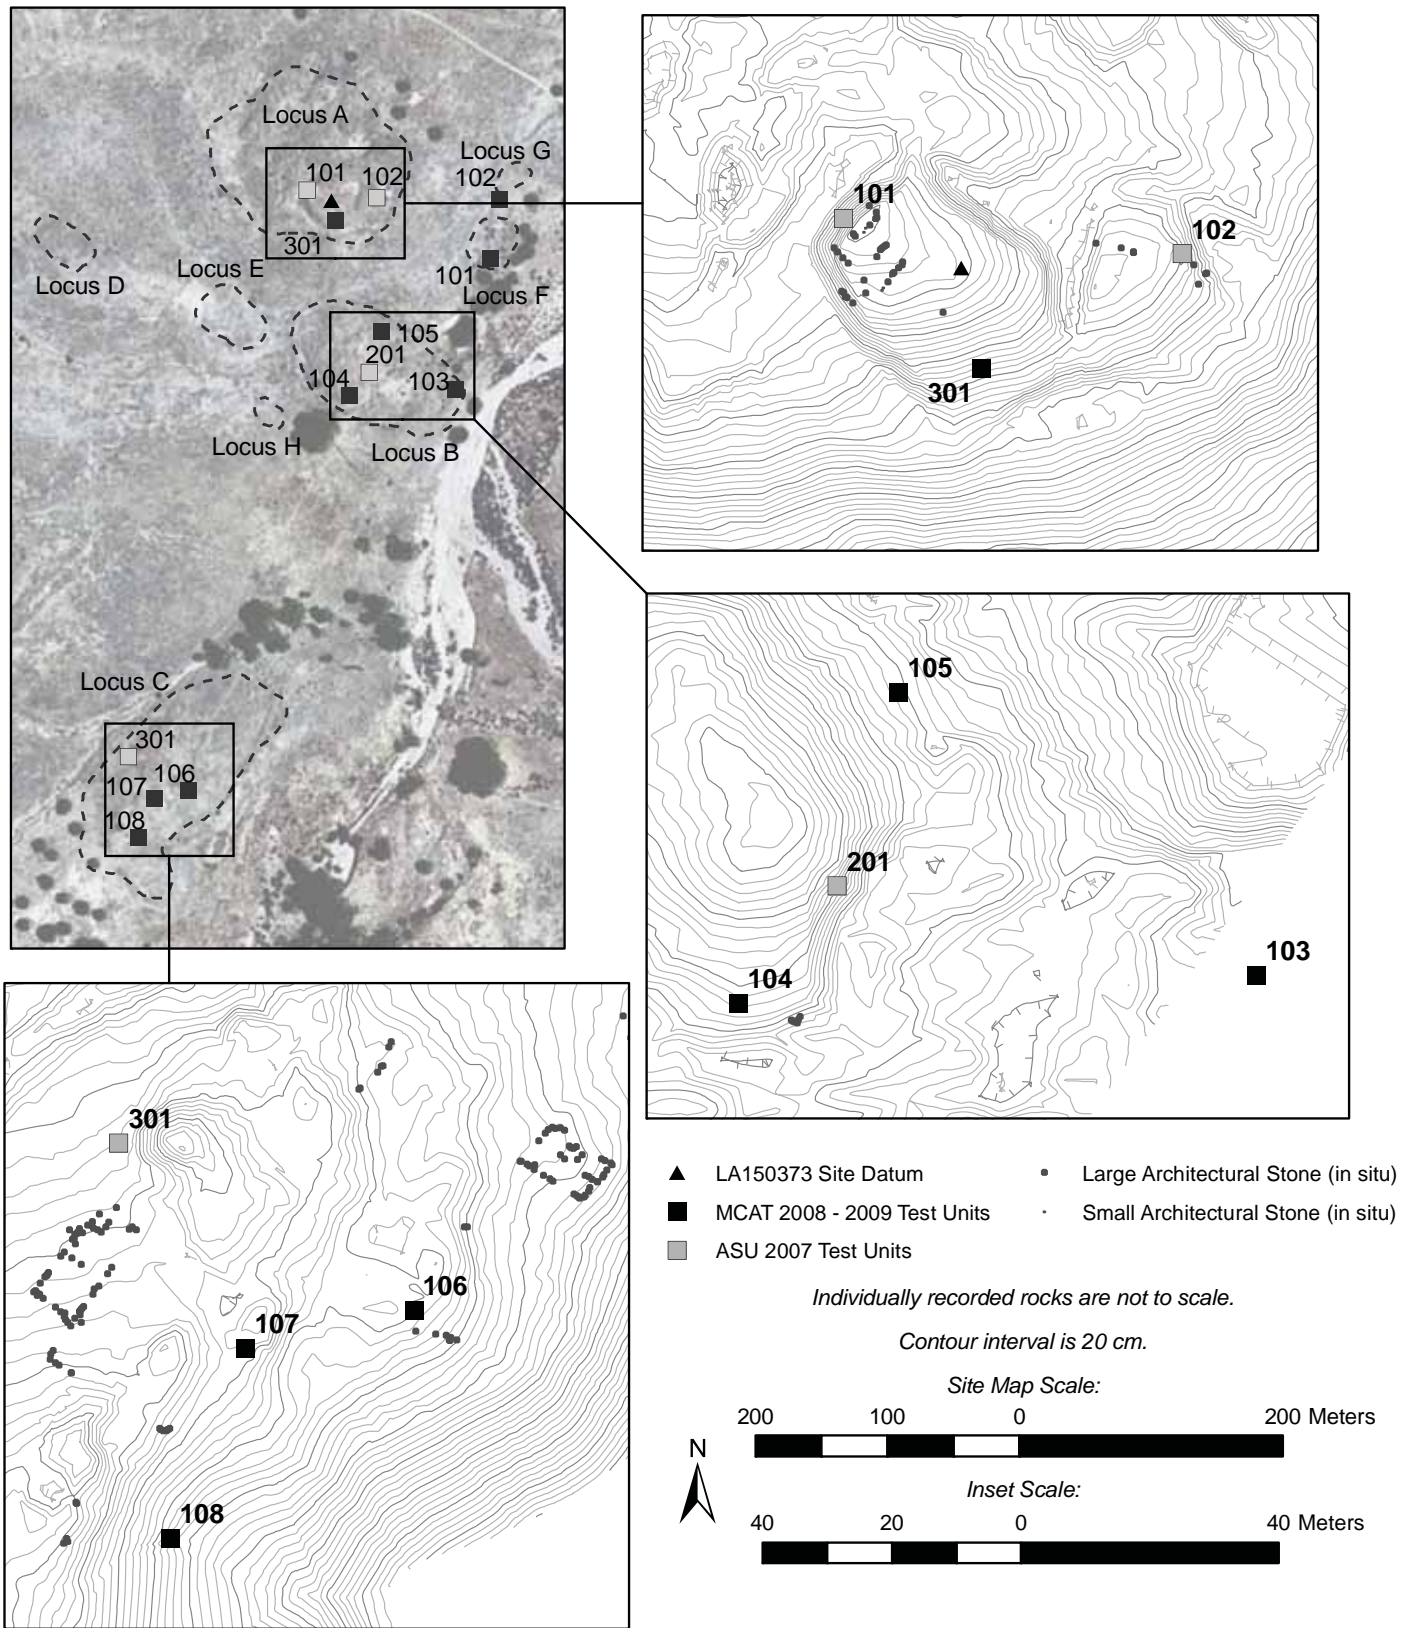 Locus A
Locus G
101
102
102
301
Locus D
Locus E
101
Locus F
105
201
104
103
Locus H
Locus B
Locus C
301
107
106
108
101
102
301
105
201
104
103
301
106
107
108
LA150373 Site Datum
Large Architectural Stone (in situ)
MCAT 2008 - 2009 Test Units
Small Architectural Stone (in situ)
ASU 2007 Test Units
Individually recorded rocks are not to scale.
Contour interval is 20 cm.
Site Map Scale:
200 100 0 200 Meters
N
Inset Scale:
40 20 0 40 Meters